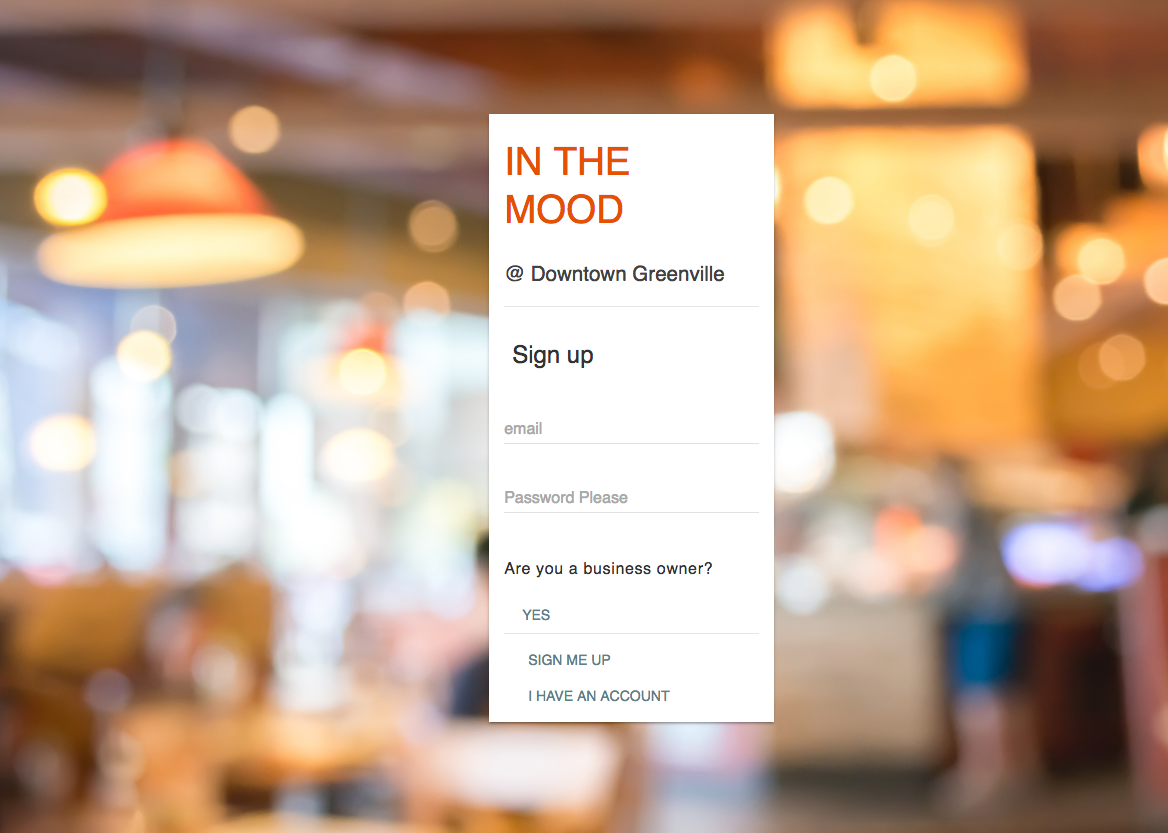 IN THE
MOOD
@ Downtown Greenville
Sign up
email
Password Please
Are you a business owner?
YES
SIGN ME UP
I HAVE AN ACCOUNT